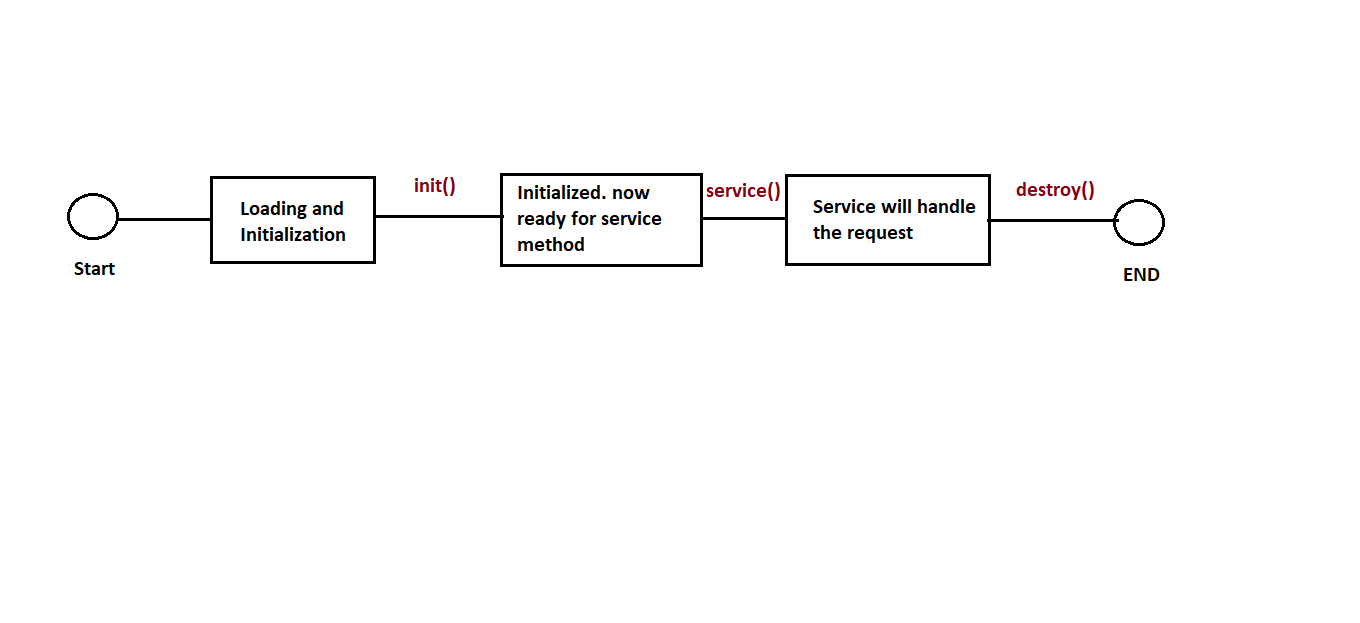 Start
Loading and
Initialization
init()
Initialized. now
ready for service
method
service()
Service will handle
the request
destroy()
END